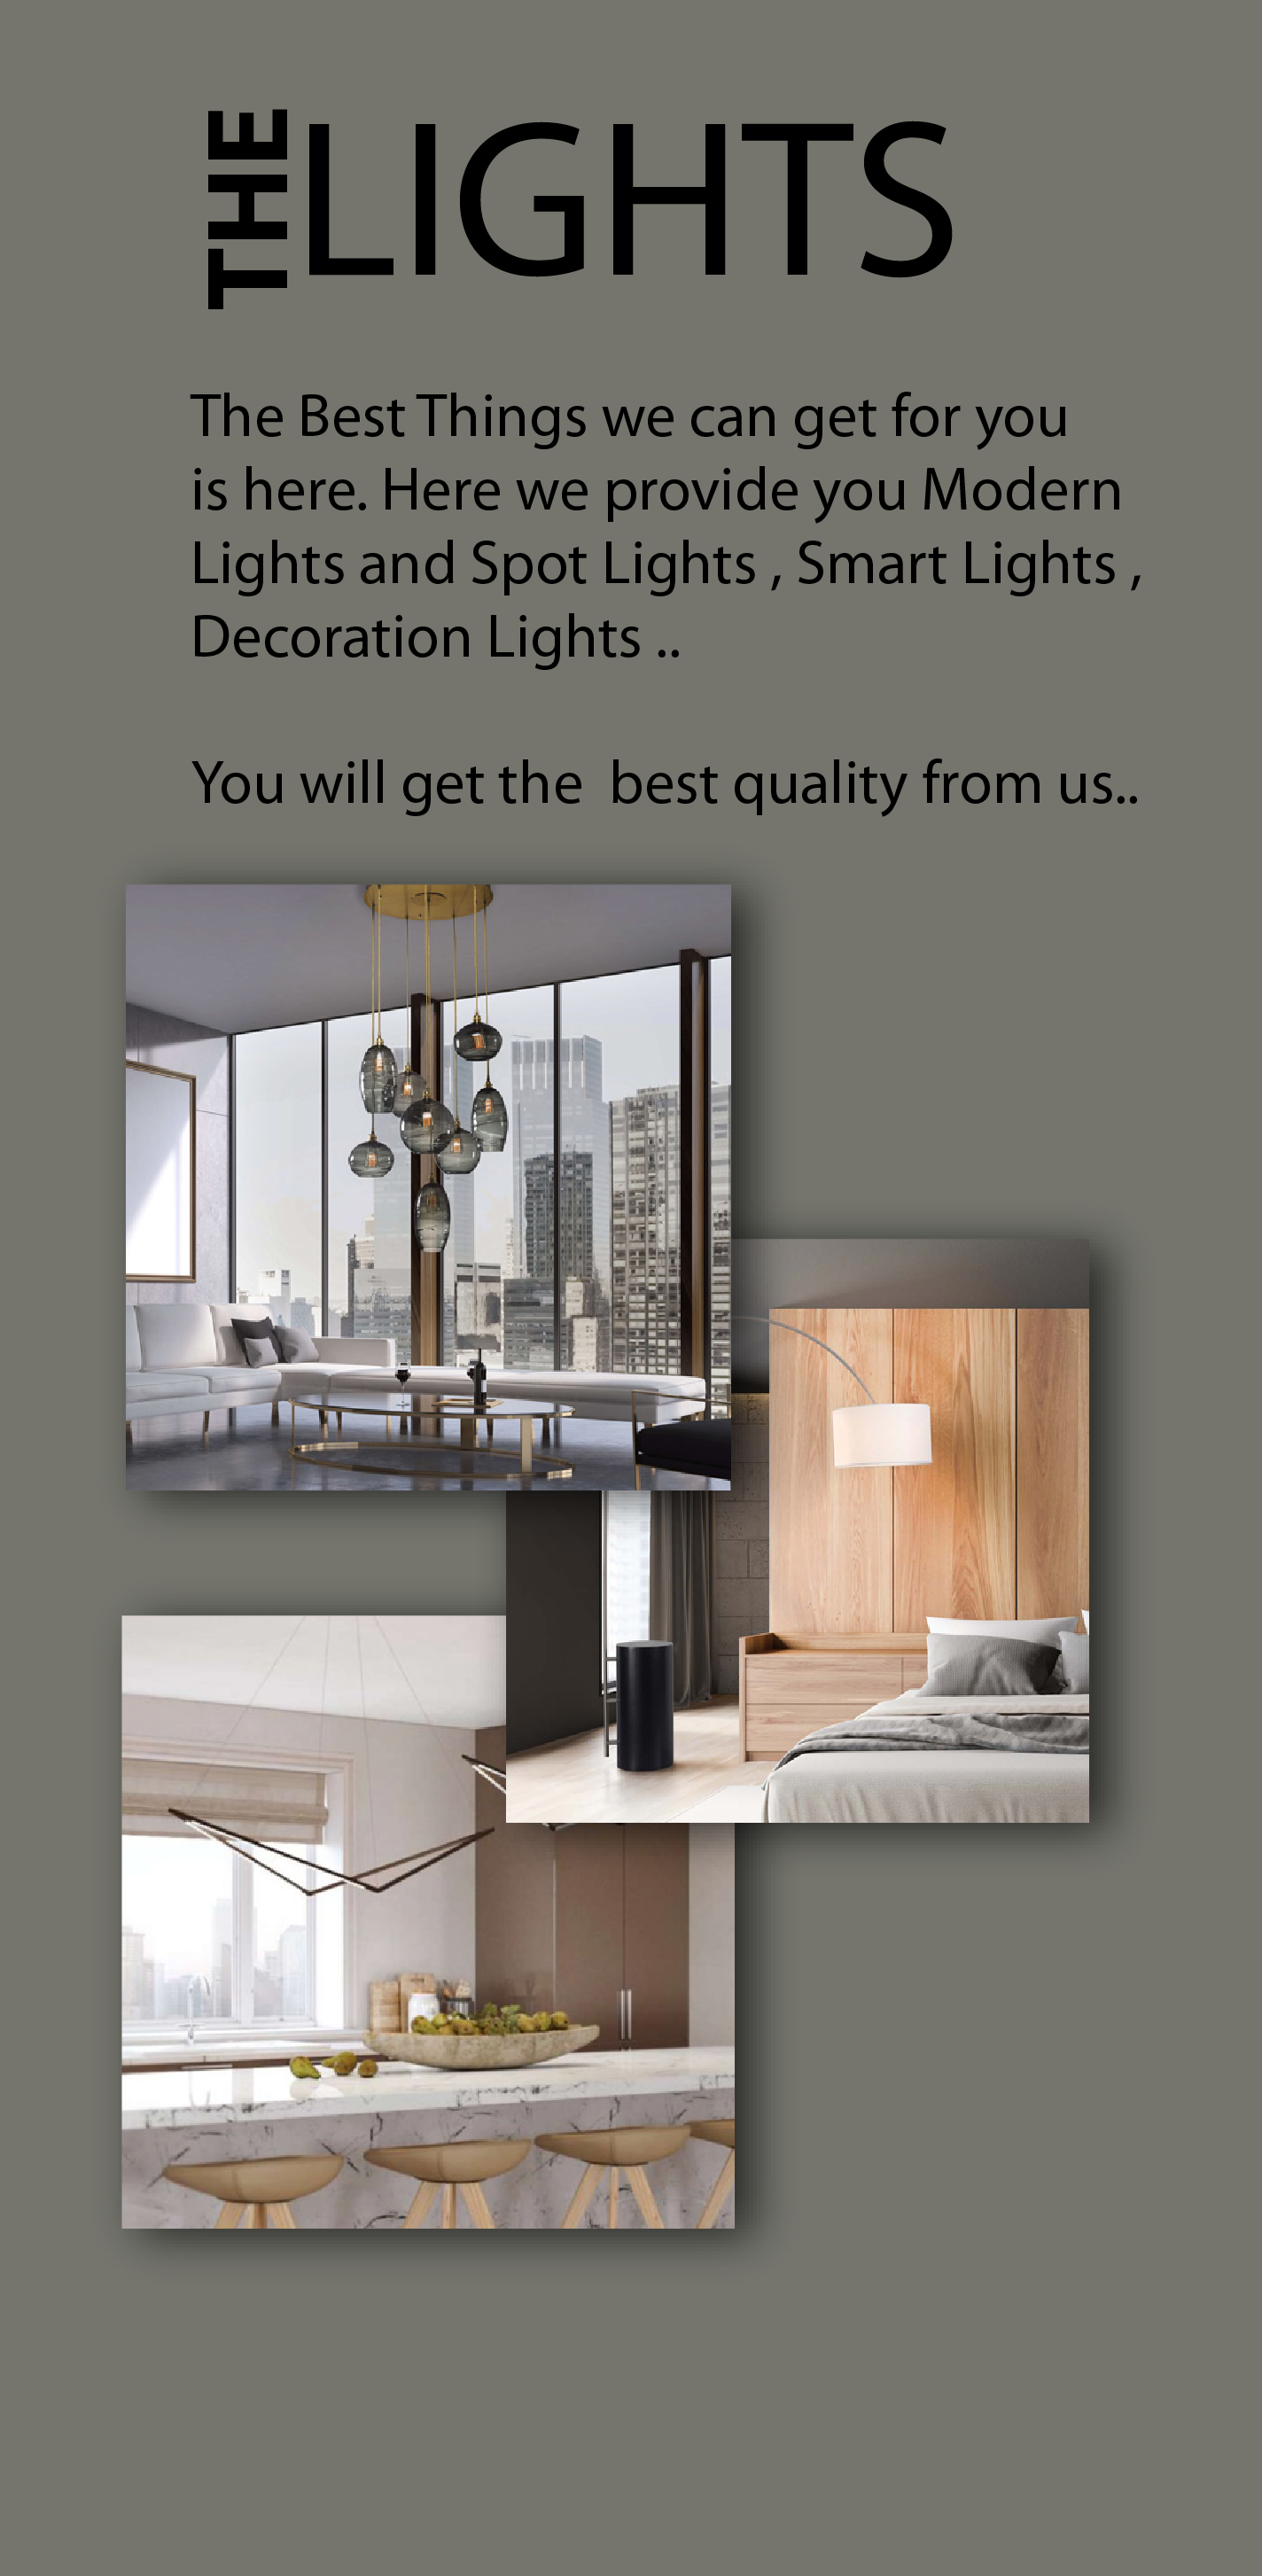 THE LIGHTS
The Best Things we can get for you
is here. Here we provide you Modern
Lights and Spot Lights , Smart Lights ,
Decoration Lights ..
You will get the  best quality from us..